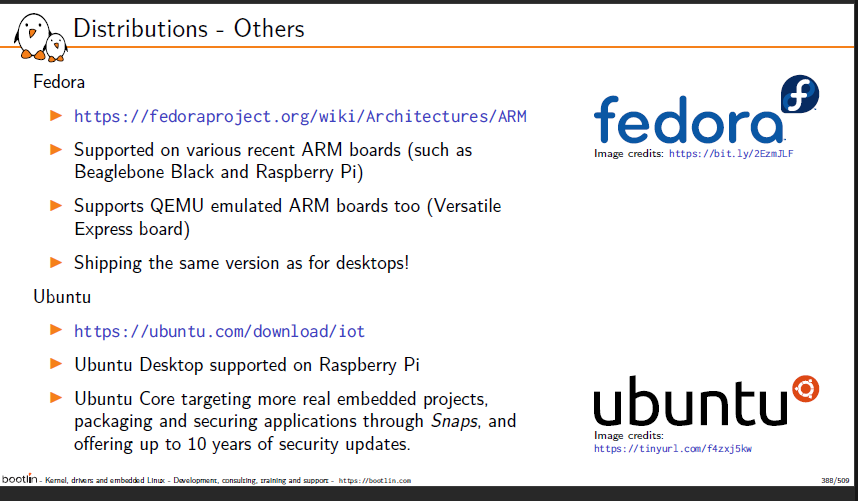 Distributions - Others
Fedora
▶ https://fedoraproject.org/wiki/Architectures/ARM
▶ Supported on various recent ARM boards (such as
Beaglebone Black and Raspberry Pi)
▶ Supports QEMU emulated ARM boards too (Versatile
Express board)
▶ Shipping the same version as for desktops!
fedora
Image credits: https://bit.ly/2EzmJLF
Ubuntu
▶ https://ubuntu.com/download/iot
▶ Ubuntu Desktop supported on Raspberry Pi
▶ Ubuntu Core targeting more real embedded projects,
packaging and securing applications through Snaps, and
offering up to 10 years of security updates.
ubuntu
Image credits:
https://tinyurl.com/f4zxj5kw
bootlin - Kernel, drivers and embedded Linux - Development, consulting, training and support - https://bootlin.com
388/509